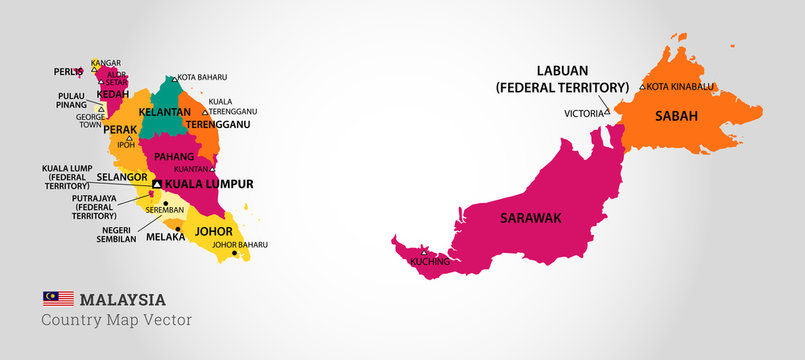 KANGAR
PERLIS
ALOR
SETAR
KEDAH
KOTA BAHARU
PULAU
PINANG
GEORGE
TOWN
KELANTAN
KUALA
TERENGGANU
TERENGGANU
PERAK
IPOH
PAHANG
KUANTAN
KUALA LUMP
(FEDERAL
TERRITORY)
SELANGOR
KUALA LUMPUR
PUTRAJAYA
(FEDERAL
TERRITORY)
SEREMBAN
NEGERI
SEMBILAN
MELAKA
JOHOR
JOHOR BAHARU
LABUAN
(FEDERAL TERRITORY)
KOTA KINABALU
VICTORIA
SABAH
SARAWAK
KUCHING
MALAYSIA
Country Map Vector